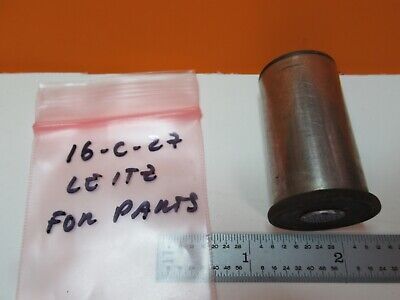 16-C-27
LEITZ
FOR PARTS
1 2